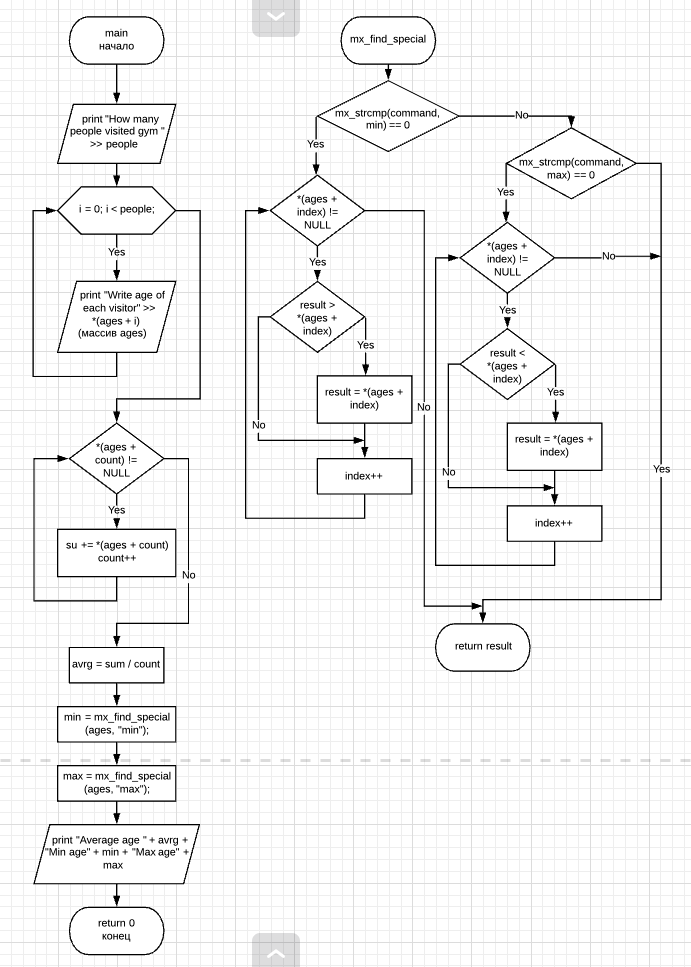 main
начало
print "How many
people visited gym "
>> people
i = 0; i < people;
Yes
print "Write age of
each visitor" >>
*(ages + i)
(массив ages)
*(ages +
count) !=
NULL
Yes
su += *(ages + count)
count++
No
avrg = sum / count
min = mx_find_special
(ages, "min");
max = mx_find_special
(ages, "max");
print "Average age " + avrg +
"Min age" + min + "Max age" +
max
return 0
конец
mx_find_special
mx_strcmp(command,
min) == 0
No
Yes
*(ages +
index) !=
NULL
Yes
result >
*(ages +
index)
Yes
result = *(ages +
index)
No
No
index++
mx_strcmp(command,
max) == 0
Yes
*(ages +
index) !=
NULL
No
Yes
result <
*(ages +
index)
Yes
result = *(ages +
index)
No
Yes
index++
return result